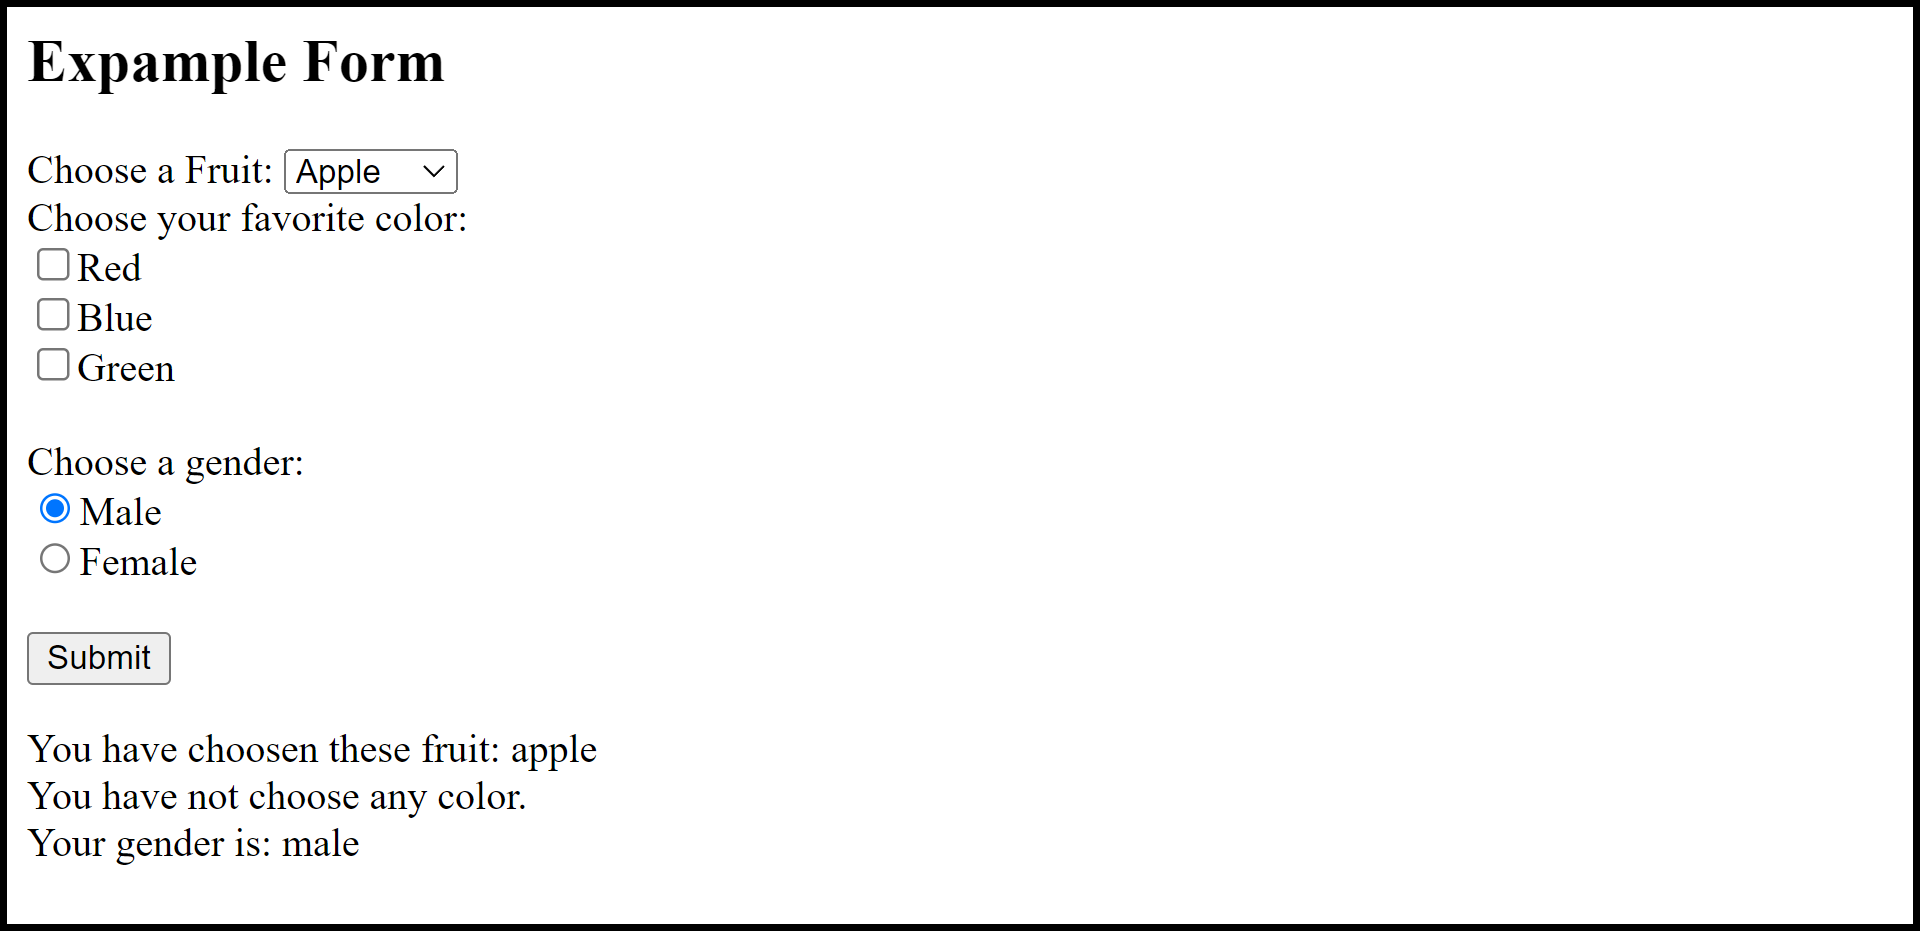 Expample Form
Choose a Fruit: Apple
Choose your favorite color:
Red
Blue
Green
Choose a gender:
Male
Female
Submit
You have choosen these fruit: apple
You have not choose any color.
Your gender is: male